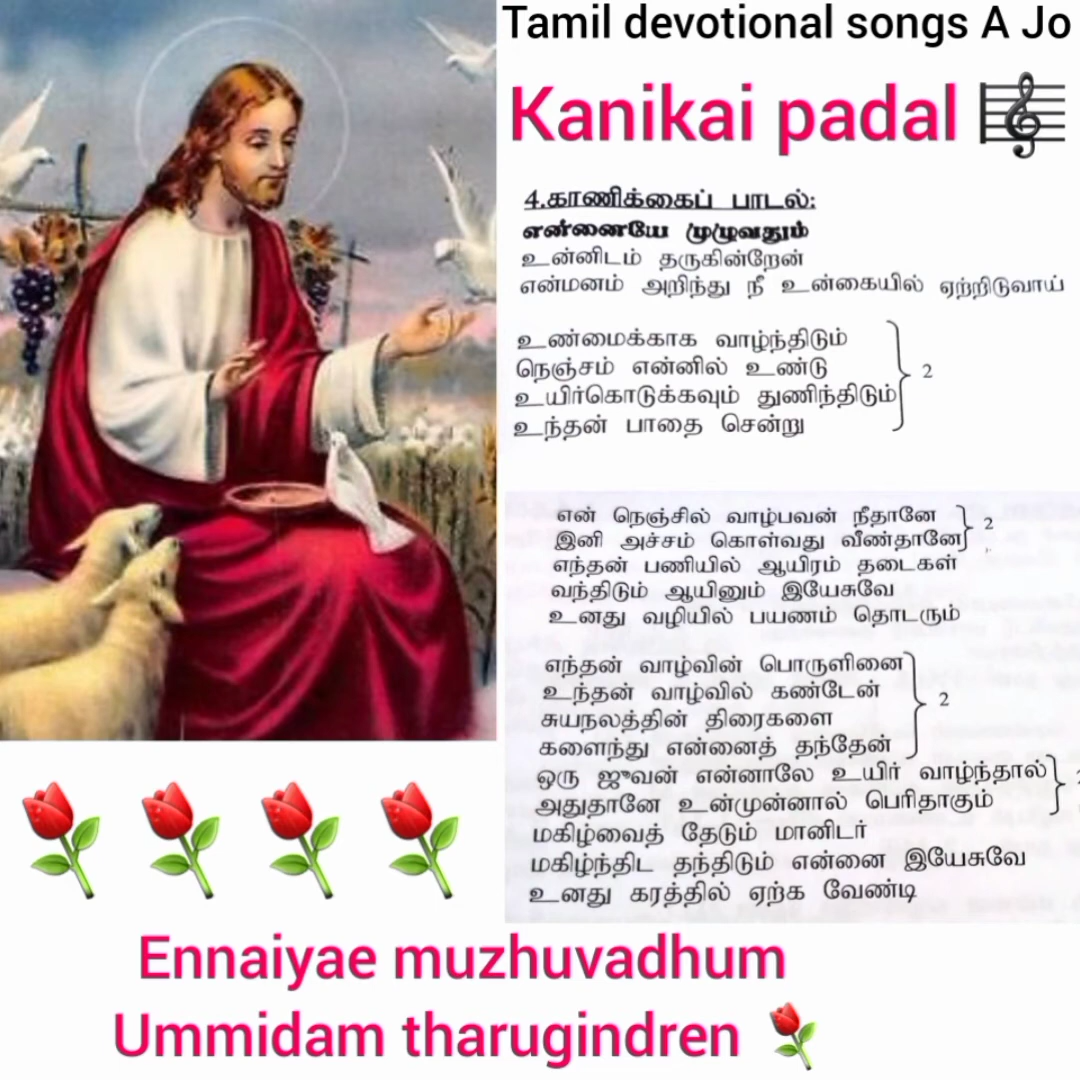 Tamil devotional songs A Jo
Kanikai padal
4.காணிக்கைப் பாடல்:
என்னையே முழுவதும்
உன்னிடம் தருகின்றேன்
என்மனம் அறிந்து நீ உன்கையில் ஏற்றிடுவாய்
உண்மைக்காக வாழ்ந்திடும்
நெஞ்சம் என்னில் உண்டு
உயிர்கொடுக்கவும் துணிந்திடும்
உந்தன் பாதை சென்று
2
என் நெஞ்சில் வாழ்பவன் நீதானே
இனி அச்சம் கொள்வது வீண்தானே
2
எந்தன் பணியில் ஆயிரம் தடைகள்
வந்திடும் ஆயினும் இயேசுவே
உனது வழியில் பயணம் தொடரும்
எந்தன் வாழ்வின் பொருளினை
உந்தன் வாழ்வில் கண்டேன்
சுயநலத்தின் திரைகளை
களைந்து என்னைத் தந்தேன்
2
ஒரு ஜீவன் என்னாலே உயிர் வாழ்ந்தால்
அதுதானே உன்முன்னால் பெரிதாகும்
மகிழ்வைத் தேடும் மானிடர்
மகிழ்ந்திட தந்திடும் என்னை இயேசுவே
உனது கரத்தில் ஏற்க வேண்டி
Ennaiyae muzhuvadhum
Ummidam tharugindren